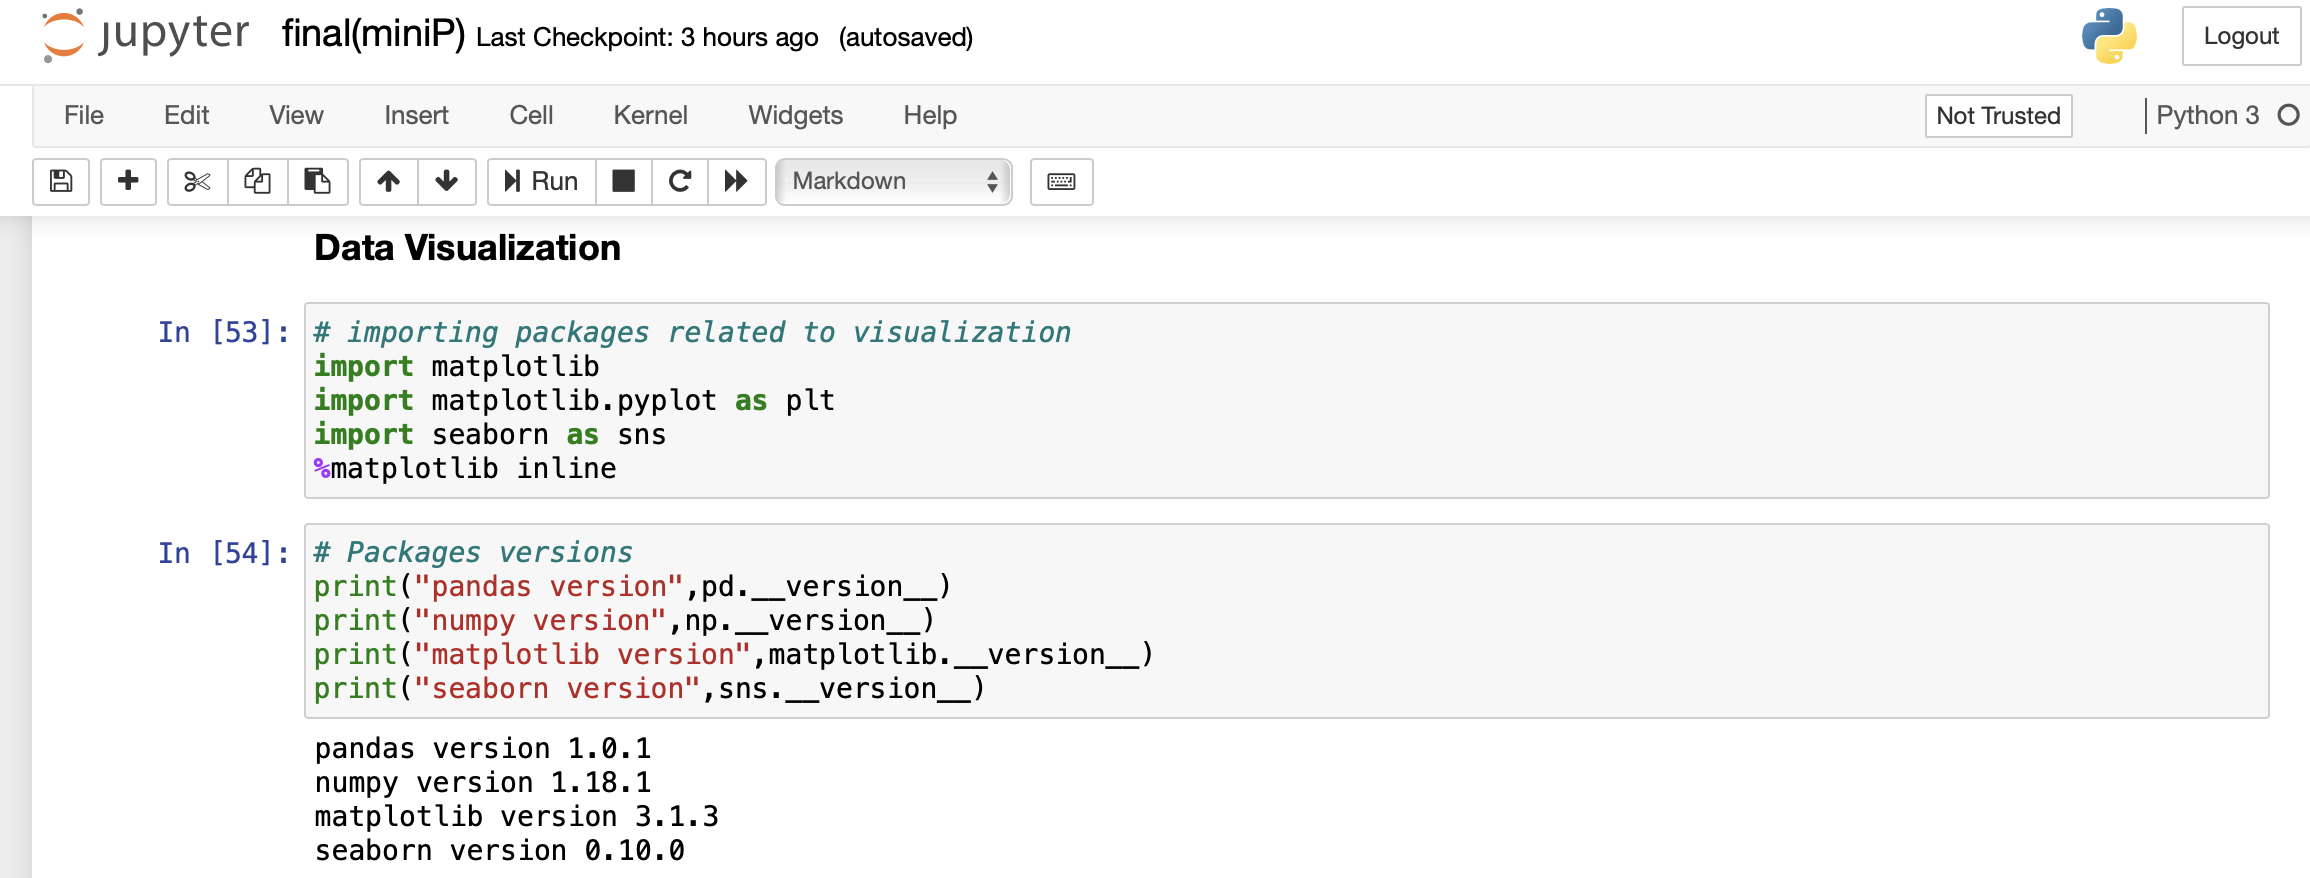 jupyter final(miniP) Last Checkpoint: 3 hours ago (autosaved) Logout
File Edit View Insert Cell Kernel Widgets Help Not Trusted Python 3
Run Markdown
Data Visualization
In [53]: # importing packages related to visualization
import matplotlib
import matplotlib.pyplot as plt
import seaborn as sns
%matplotlib inline
In [54]: # Packages versions
print("pandas version",pd.__version__)
print("numpy version",np.__version__)
print("matplotlib version",matplotlib.__version__)
print("seaborn version",sns.__version__)
pandas version 1.0.1
numpy version 1.18.1
matplotlib version 3.1.3
seaborn version 0.10.0